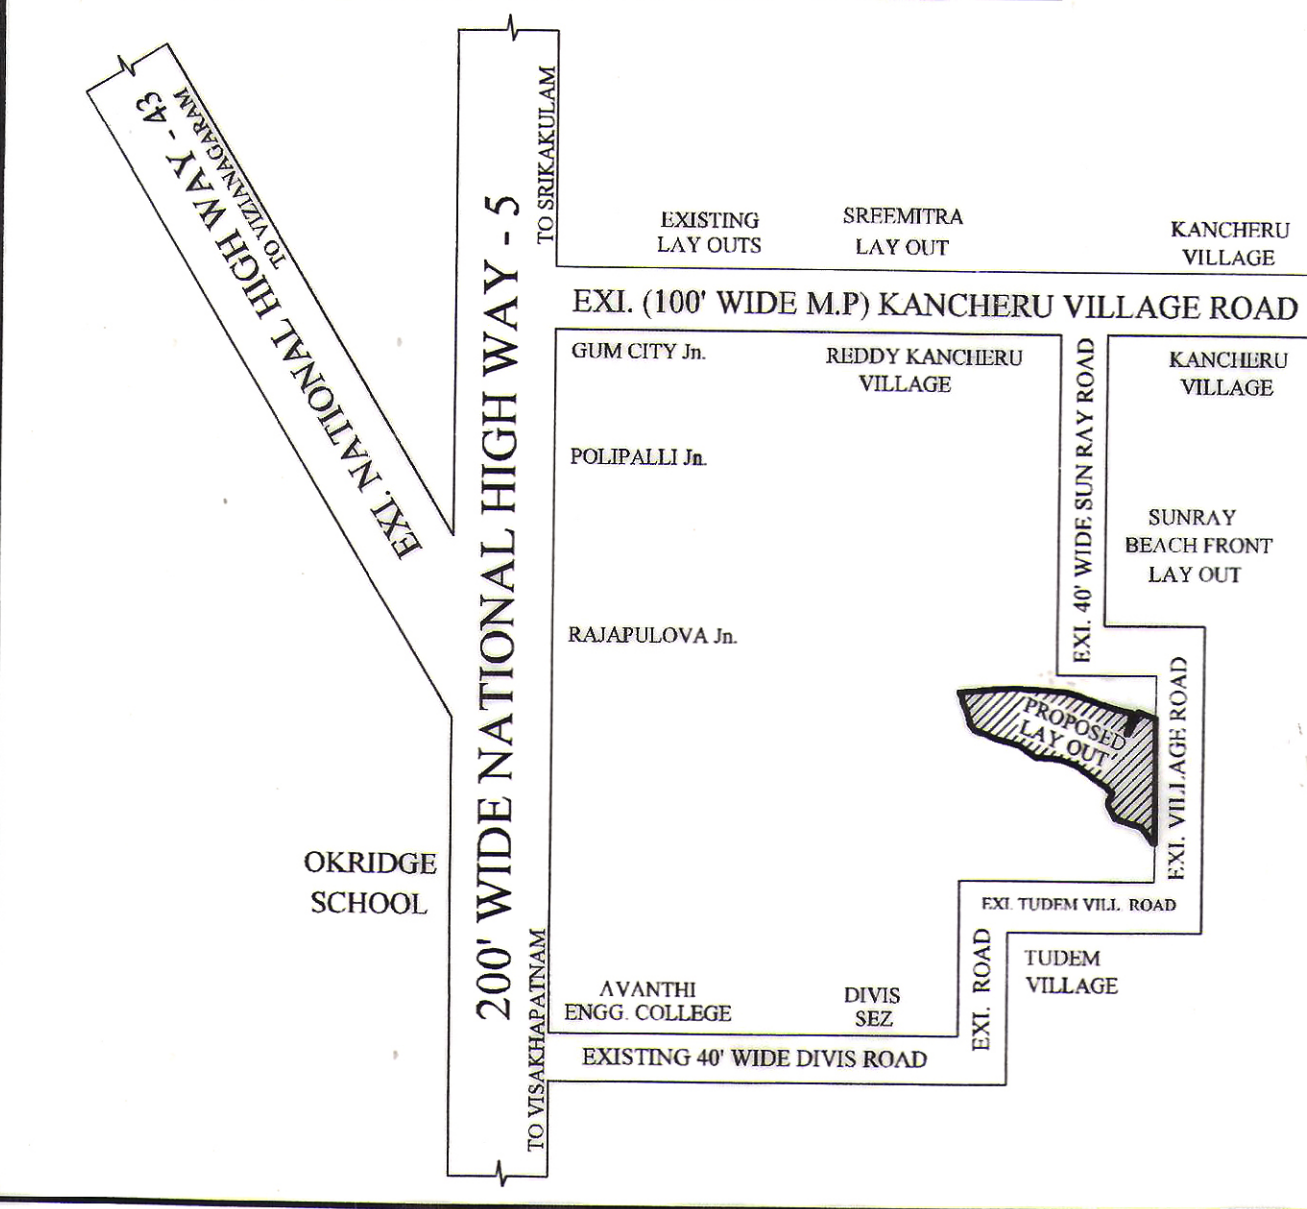 EXI. NATIONAL HIGH WAY - 43
TO VIZIANAGARAM
200' WIDE NATIONAL HIGH WAY - 5
TO SRIKAKULAM
EXISTING
LAY OUTS
SREEMITRA
LAY OUT
KANCHERU
VILLAGE
EXI. (100' WIDE M.P) KANCHERU VILLAGE ROAD
GUM CITY Jn.
REDDY KANCHERU
VILLAGE
KANCHERU
VILLAGE
EXI. 40' WIDE SUN RAY ROAD
POLIPALLI Jn.
SUNRAY
BEACH FRONT
LAY OUT
RAJAPULOVA Jn.
PROPOSED
LAY OUT
EXI. VILLAGE ROAD
OKRIDGE
SCHOOL
EXI. TUDEM VILL. ROAD
TUDEM
VILLAGE
EXI. ROAD
AVANTHI
ENGG. COLLEGE
DIVIS
SEZ
EXISTING 40' WIDE DIVIS ROAD
TO VISAKHAPATNAM